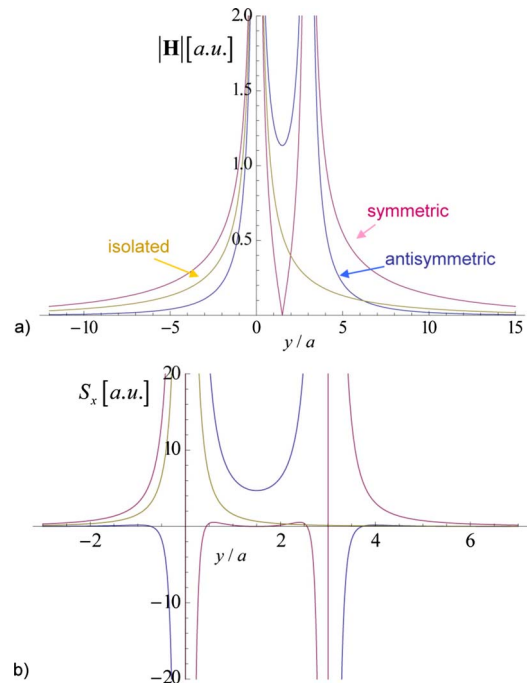 2.0
|H| [a.u.]
1.5
1.0
symmetric
isolated
0.5
antisymmetric
a)
−10 −5 0 5 10 15
y / a
20
S_x [a.u.]
10
−2 2 4 6
y / a
−10
b)
−20